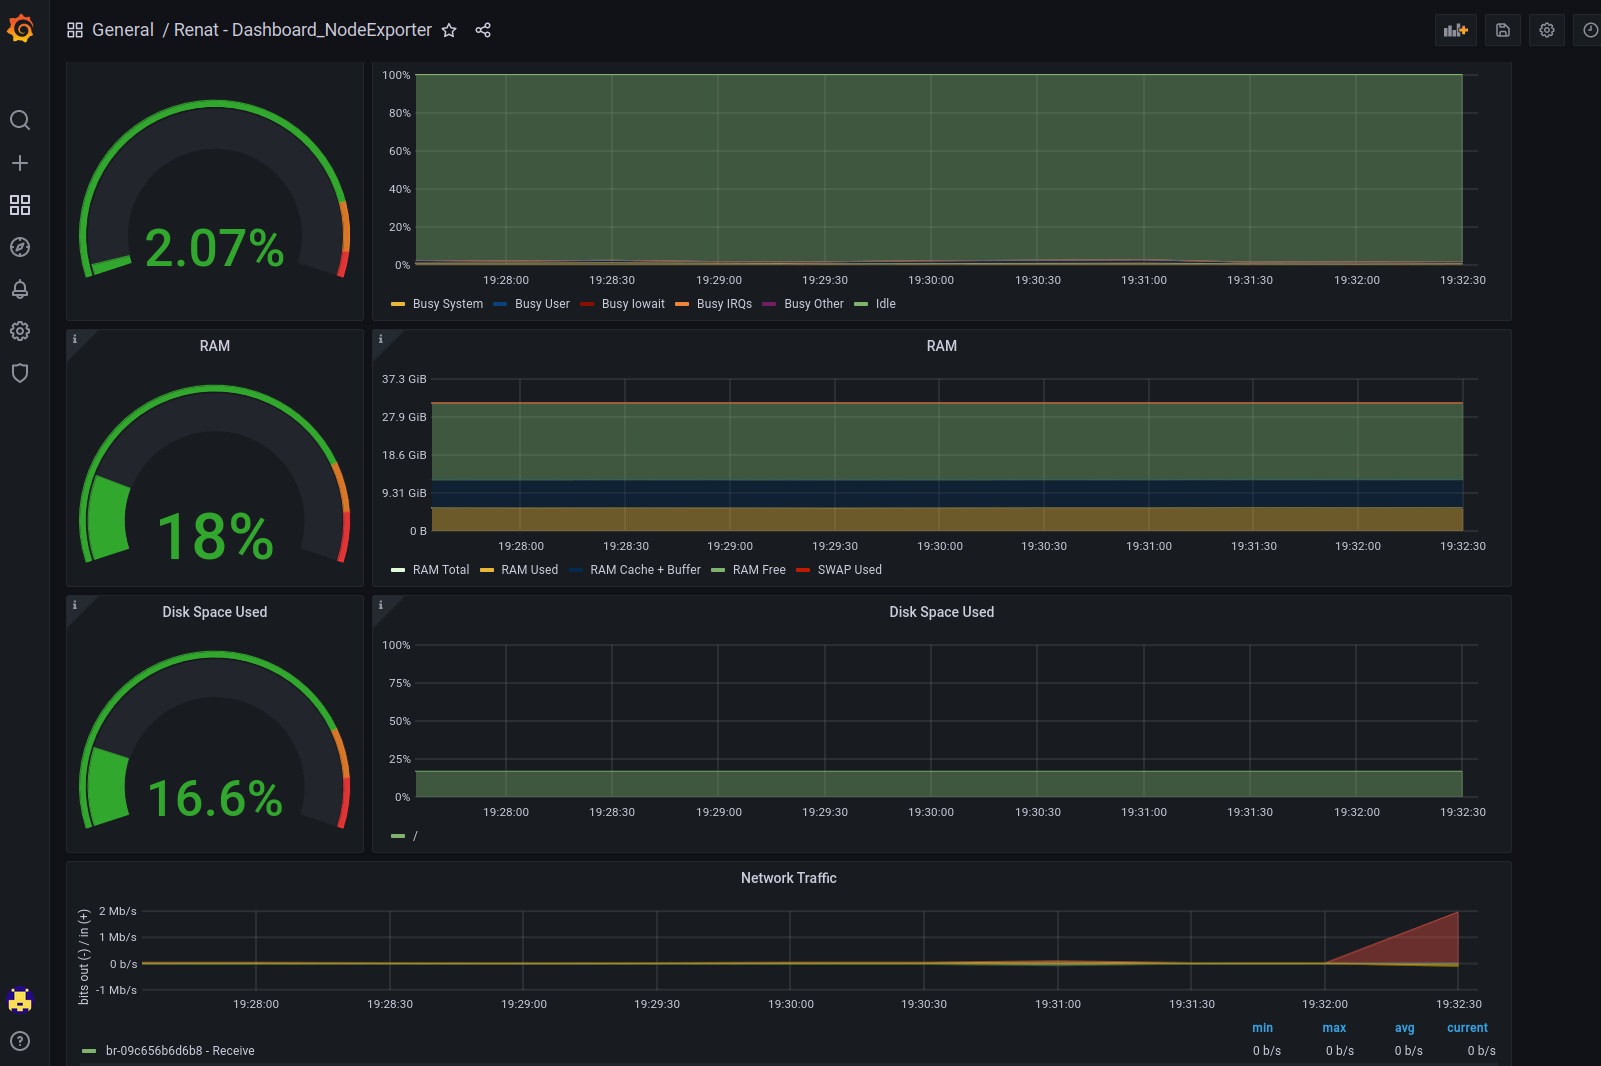 General / Renat - Dashboard_NodeExporter
2.07%
100%
80%
60%
40%
20%
0%
19:28:00 19:28:30 19:29:00 19:29:30 19:30:00 19:30:30 19:31:00 19:31:30 19:32:00 19:32:30
Busy System Busy User Busy Iowait Busy IRQs Busy Other Idle
i
RAM
18%
i
RAM
37.3 GiB
27.9 GiB
18.6 GiB
9.31 GiB
0 B
19:28:00 19:28:30 19:29:00 19:29:30 19:30:00 19:30:30 19:31:00 19:31:30 19:32:00 19:32:30
RAM Total RAM Used RAM Cache + Buffer RAM Free SWAP Used
i
Disk Space Used
16.6%
i
Disk Space Used
100%
75%
50%
25%
0%
19:28:00 19:28:30 19:29:00 19:29:30 19:30:00 19:30:30 19:31:00 19:31:30 19:32:00 19:32:30
/
Network Traffic
bits out (-) / in (+)
2 Mb/s
1 Mb/s
0 b/s
-1 Mb/s
19:28:00 19:28:30 19:29:00 19:29:30 19:30:00 19:30:30 19:31:00 19:31:30 19:32:00 19:32:30
min max avg current
br-09c656b6d6b8 - Receive 0 b/s 0 b/s 0 b/s 0 b/s